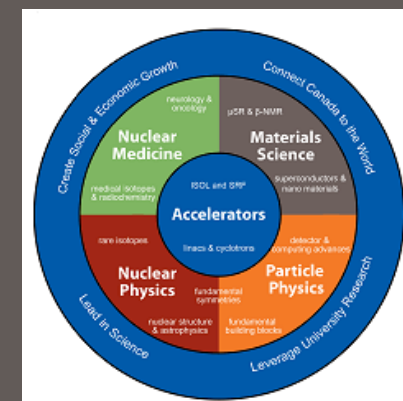 Create Social & Economic Growth
Connect Canada to the World
neurology &
oncology
μSR & β-NMR
Nuclear
Medicine
Materials
Science
medical isotopes
& radiochemistry
ISOL and SRF
superconductors &
nano materials
Accelerators
rare isotopes
linacs & cyclotrons
detector &
computing advances
Nuclear
Physics
Particle
Physics
fundamental
symmetries
nuclear structure
& astrophysics
fundamental
building blocks
Lead in Science
Leverage University Research